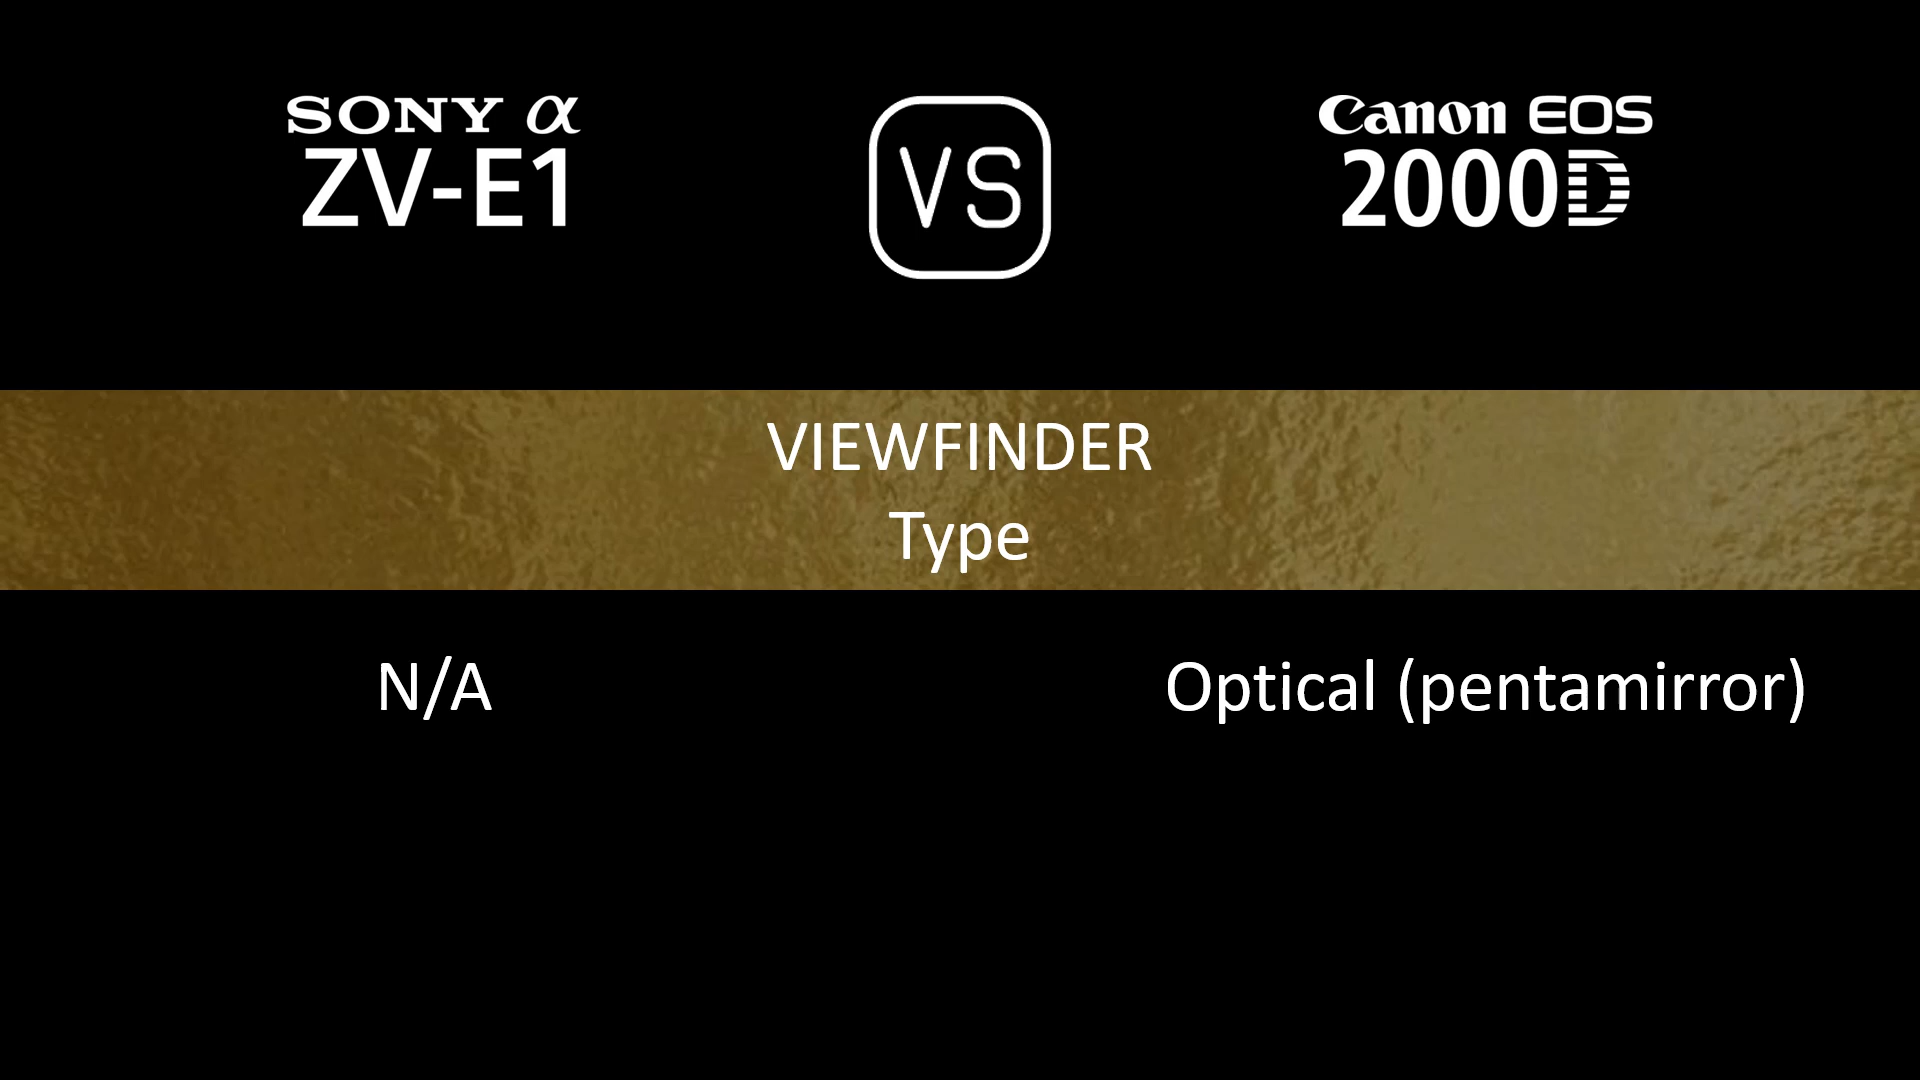 SONY α
ZV-E1
VS
Canon EOS
2000D
VIEWFINDER
Type
N/A
Optical (pentamirror)